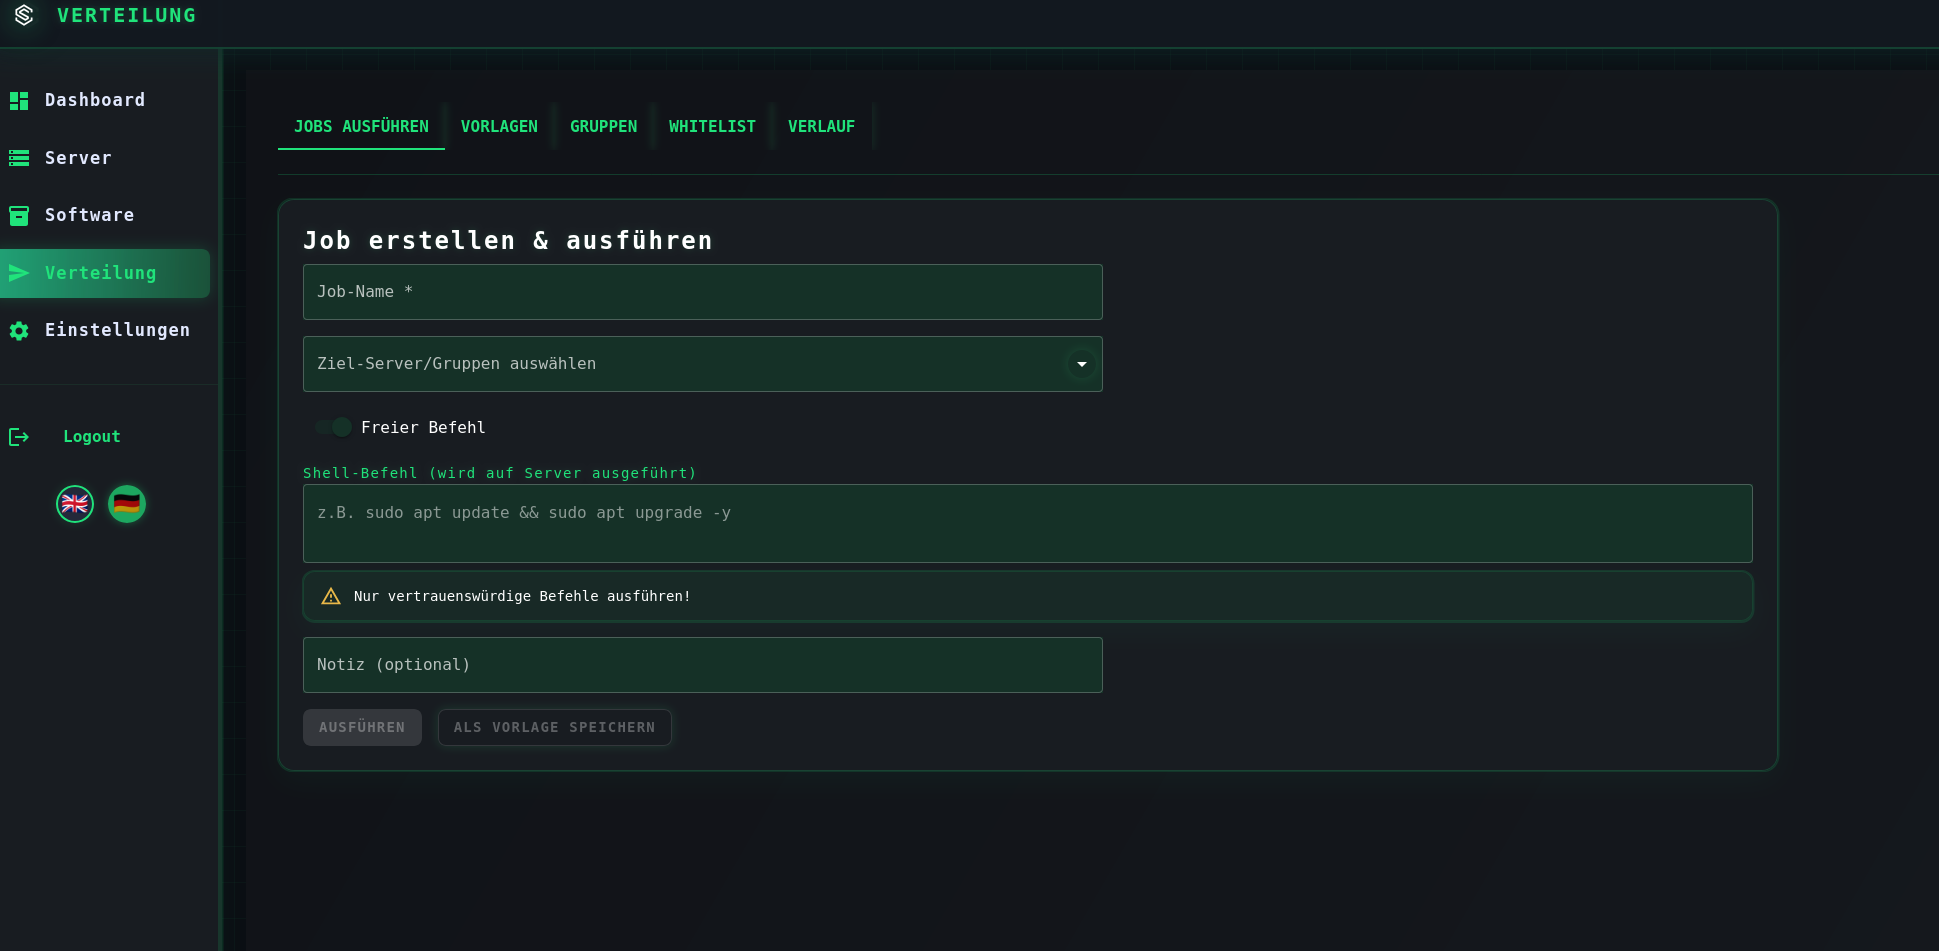 VERTEILUNG
Dashboard
Server
Software
Verteilung
Einstellungen
Logout
JOBS AUSFÜHREN
VORLAGEN
GRUPPEN
WHITELIST
VERLAUF
Job erstellen & ausführen
Job-Name *
Ziel-Server/Gruppen auswählen
Freier Befehl
Shell-Befehl (wird auf Server ausgeführt)
z.B. sudo apt update && sudo apt upgrade -y
Nur vertrauenswürdige Befehle ausführen!
Notiz (optional)
AUSFÜHREN
ALS VORLAGE SPEICHERN